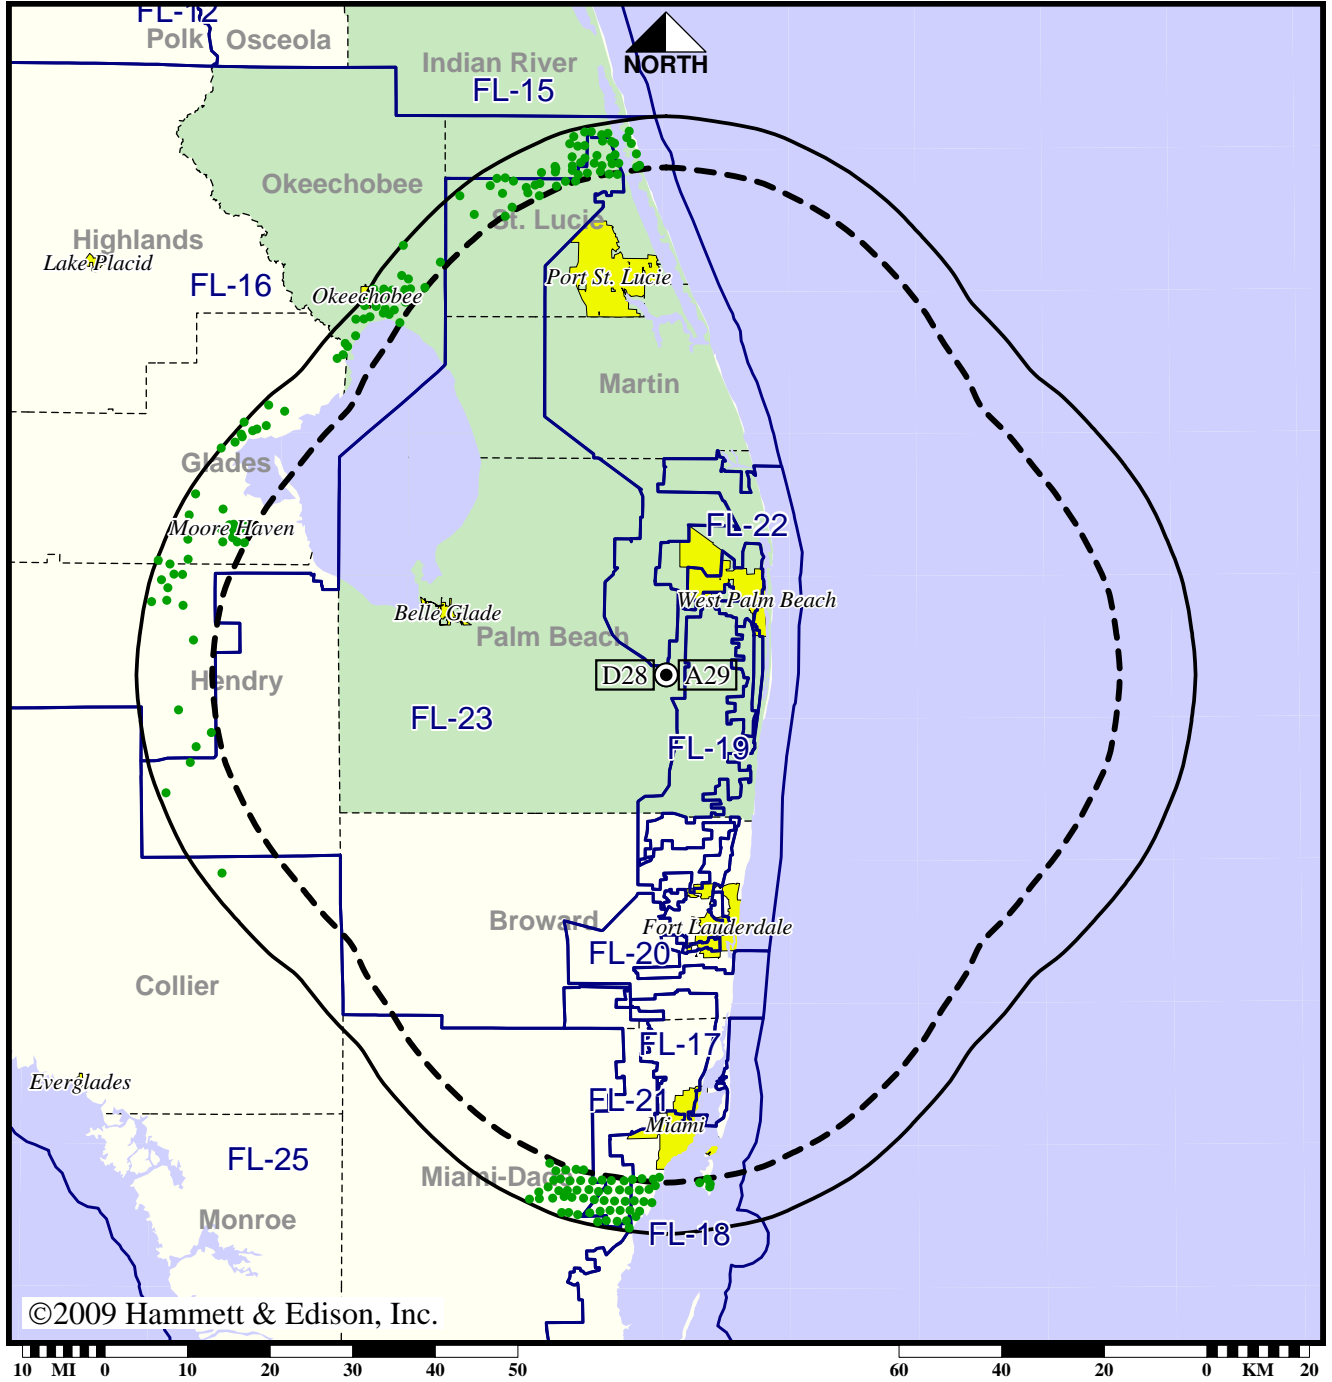 FL-12
Polk
Osceola
NORTH
Indian River
FL-15
Okeechobee
St. Lucie
Highlands
Lake Placid
FL-16
Port St. Lucie
Okeechobee
Martin
Glades
Moore Haven
FL-22
West Palm Beach
Belle Glade
Palm Beach
D28
A29
Hendry
FL-23
FL-19
Broward
Fort Lauderdale
FL-20
Collier
FL-17
Everglades
FL-21
Miami
FL-25
Miami-Dade
Monroe
FL-18
©2009 Hammett & Edison, Inc.
10 MI 0 10 20 30 40 50 60 40 20 0 KM 20